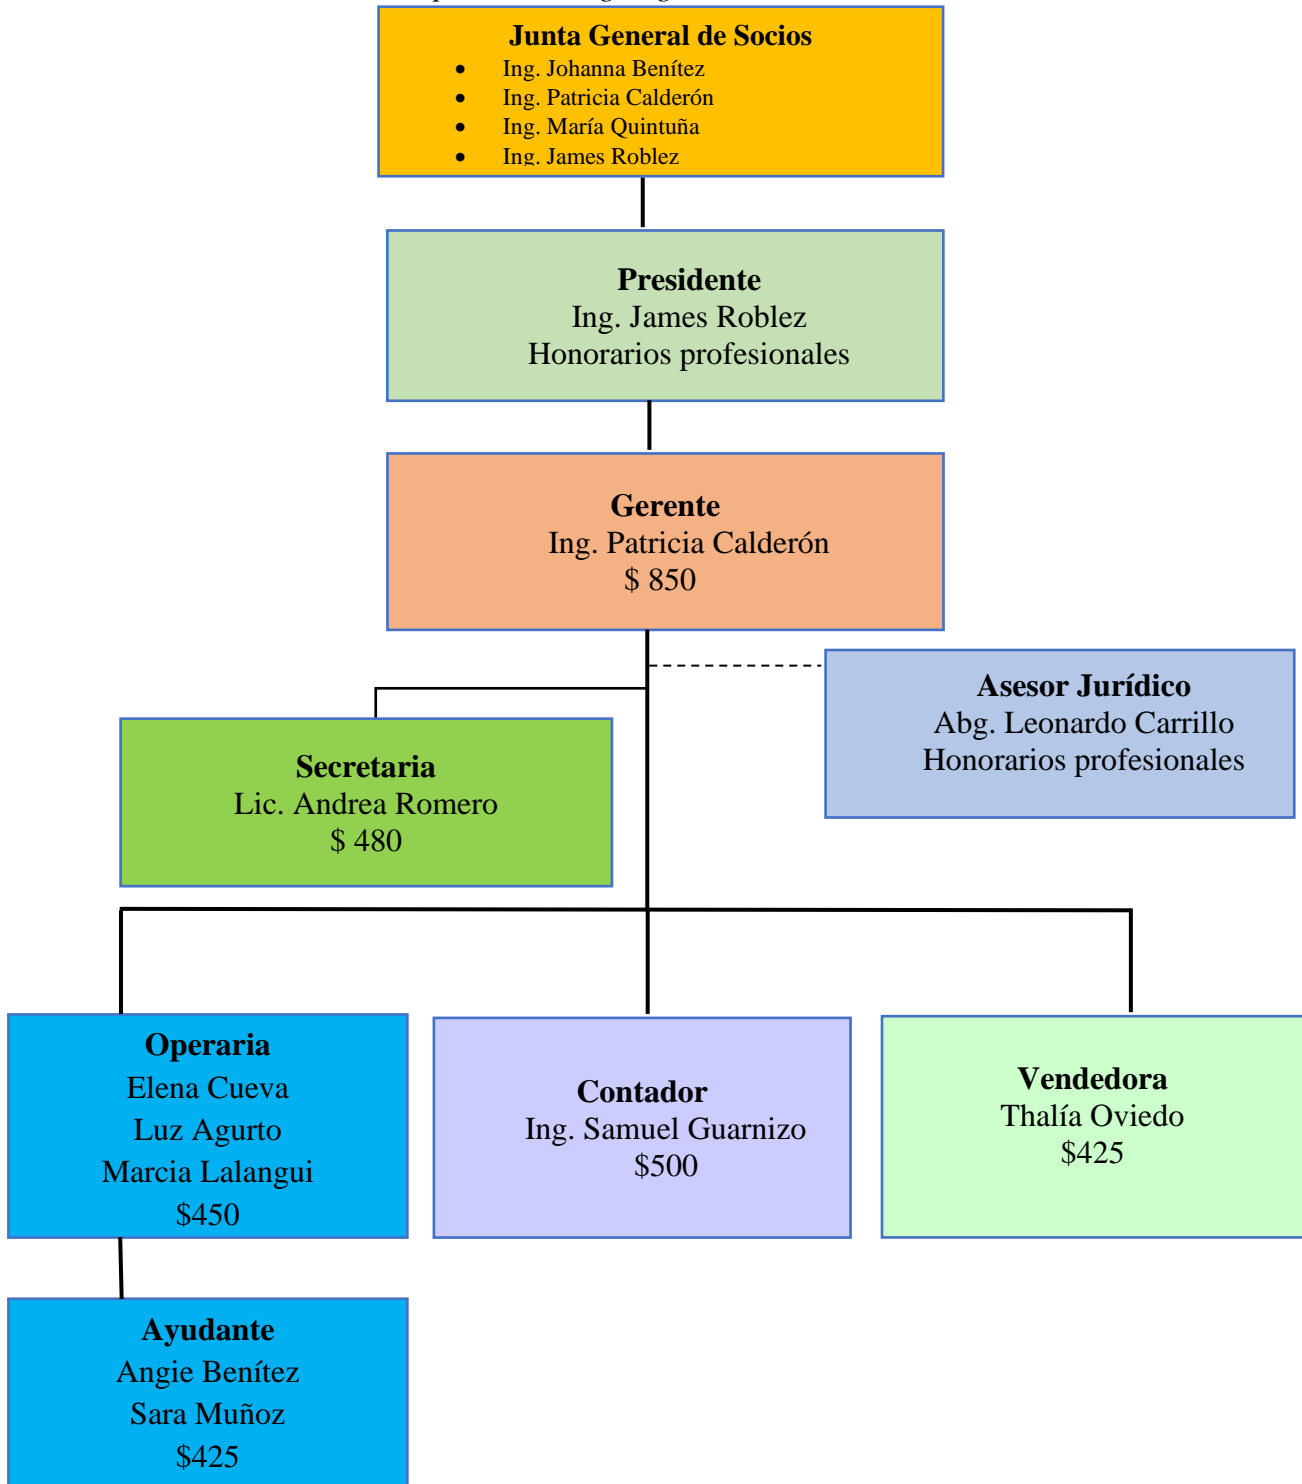 Junta General de Socios
• Ing. Johanna Benítez
• Ing. Patricia Calderón
• Ing. María Quintuña
• Ing. James Roblez
Presidente
Ing. James Roblez
Honorarios profesionales
Gerente
Ing. Patricia Calderón
$ 850
Asesor Jurídico
Abg. Leonardo Carrillo
Honorarios profesionales
Secretaria
Lic. Andrea Romero
$ 480
Operaria
Elena Cueva
Luz Agurto
Marcia Lalangui
$450
Contador
Ing. Samuel Guarnizo
$500
Vendedora
Thalía Oviedo
$425
Ayudante
Angie Benítez
Sara Muñoz
$425